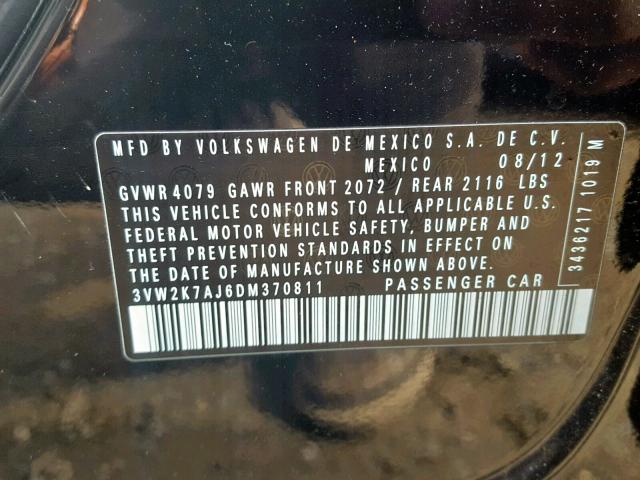 MFD BY VOLKSWAGEN DE MEXICO S.A. DE C.V.
MEXICO 08/12
GVWR 4079 GAWR FRONT 2072 / REAR 2116 LBS
THIS VEHICLE CONFORMS TO ALL APPLICABLE U.S.
FEDERAL MOTOR VEHICLE SAFETY, BUMPER AND
THEFT PREVENTION STANDARDS IN EFFECT ON
THE DATE OF MANUFACTURE SHOWN ABOVE.
3VW2K7AJ6DM370811 PASSENGER CAR
3436217 1019 M